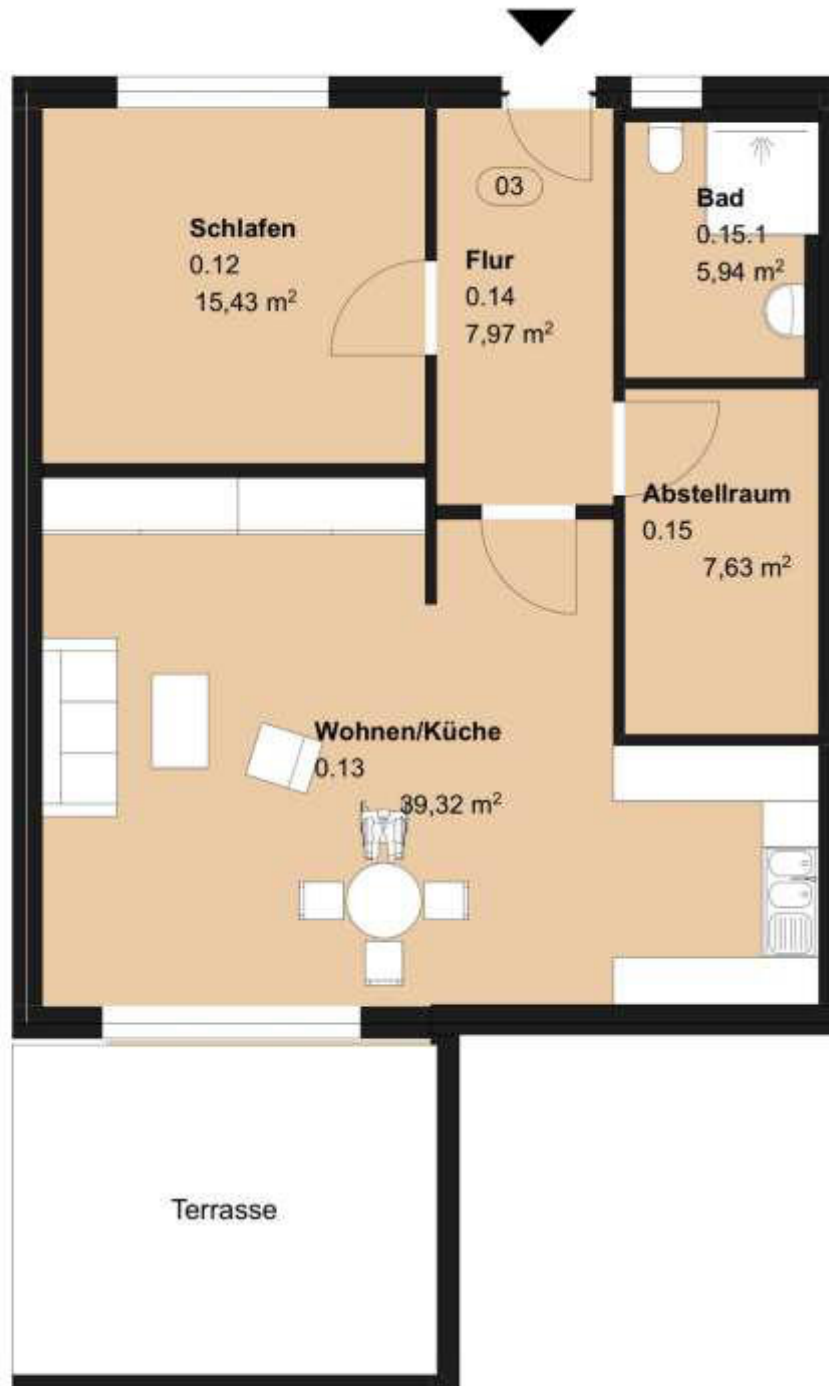 03
Schlafen
0.12
15,43 m²
Flur
0.14
7,97 m²
Bad
0.15.1
5,94 m²
Abstellraum
0.15
7,63 m²
Wohnen/Küche
0.13
39,32 m²
Terrasse